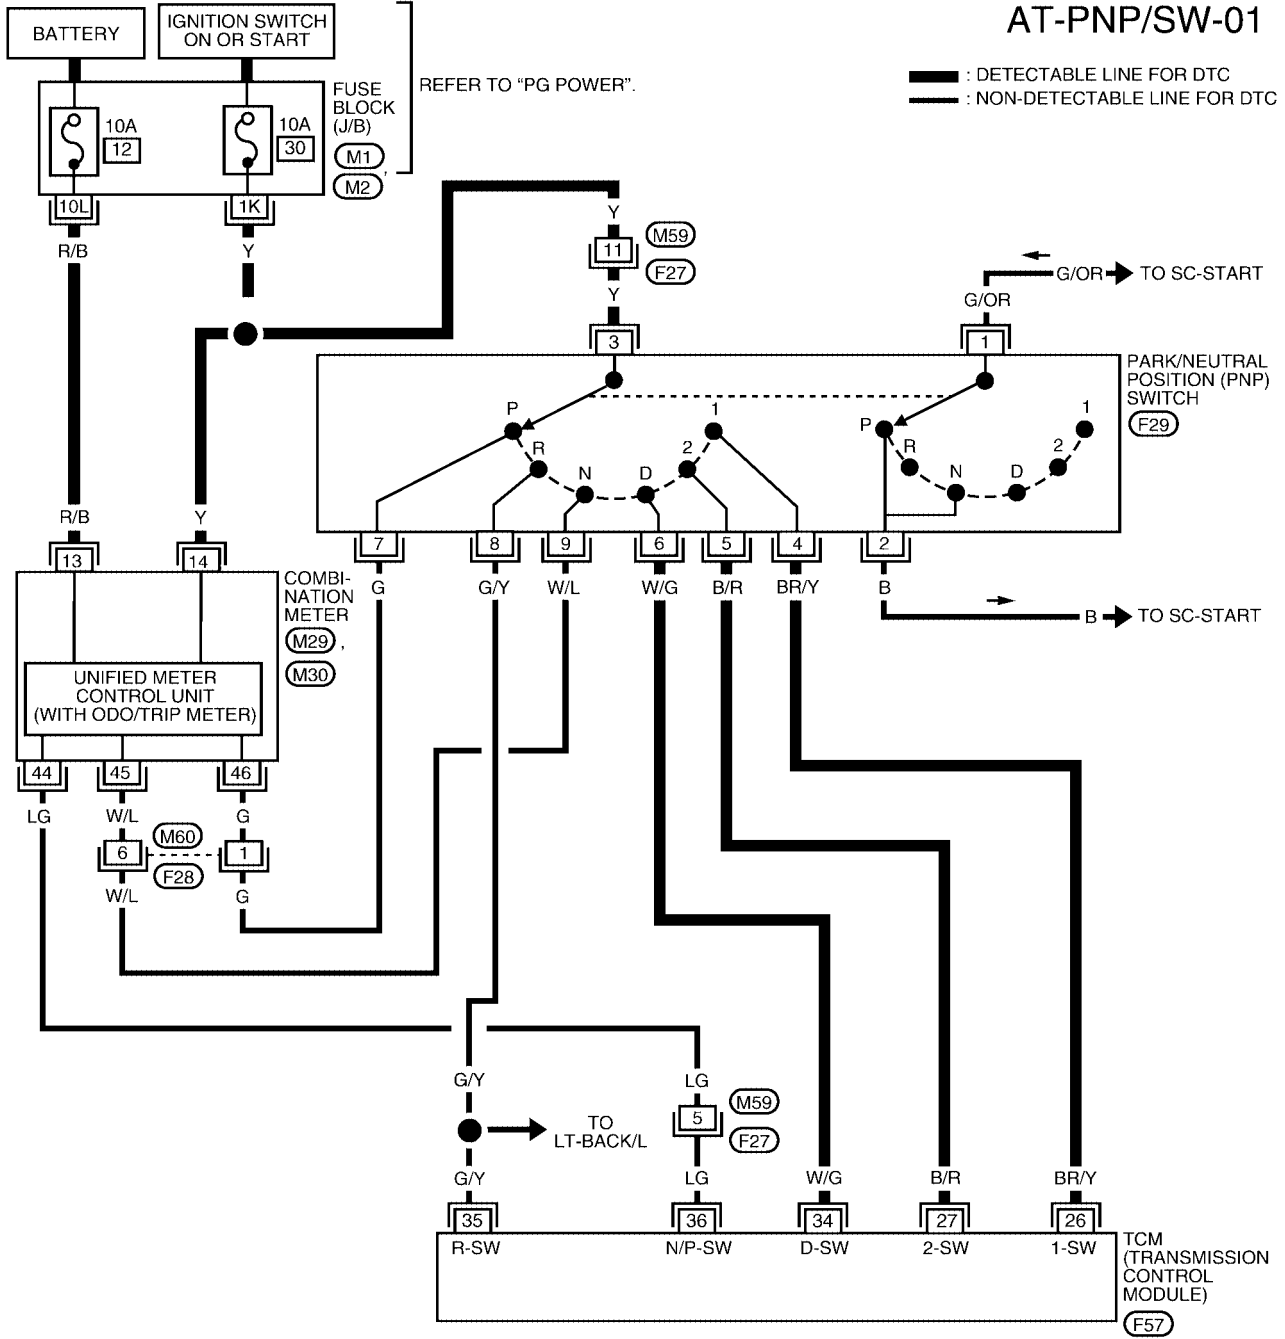 AT-PNP/SW-01
BATTERY
IGNITION SWITCH
ON OR START
: DETECTABLE LINE FOR DTC
: NON-DETECTABLE LINE FOR DTC
REFER TO "PG POWER".
FUSE
BLOCK
(J/B)
M1
,
M2
10A
12
10A
30
10L
1K
R/B
Y
Y
11
M59
F27
Y
3
G/OR
TO SC-START
G/OR
1
PARK/NEUTRAL
POSITION (PNP)
SWITCH
F29
P
R
N
D
2
1
P
R
N
D
2
1
R/B
Y
7
8
9
6
5
4
2
G
G/Y
W/L
W/G
B/R
BR/Y
B
B
TO SC-START
13
14
COMBI-
NATION
METER
M29
,
M30
UNIFIED METER
CONTROL UNIT
(WITH ODO/TRIP METER)
44
45
46
LG
W/L
G
6
M60
F28
1
W/L
G
G/Y
TO
LT-BACK/L
G/Y
LG
5
M59
F27
LG
W/G
B/R
BR/Y
35
36
34
27
26
R-SW
N/P-SW
D-SW
2-SW
1-SW
TCM
(TRANSMISSION
CONTROL
MODULE)
F57